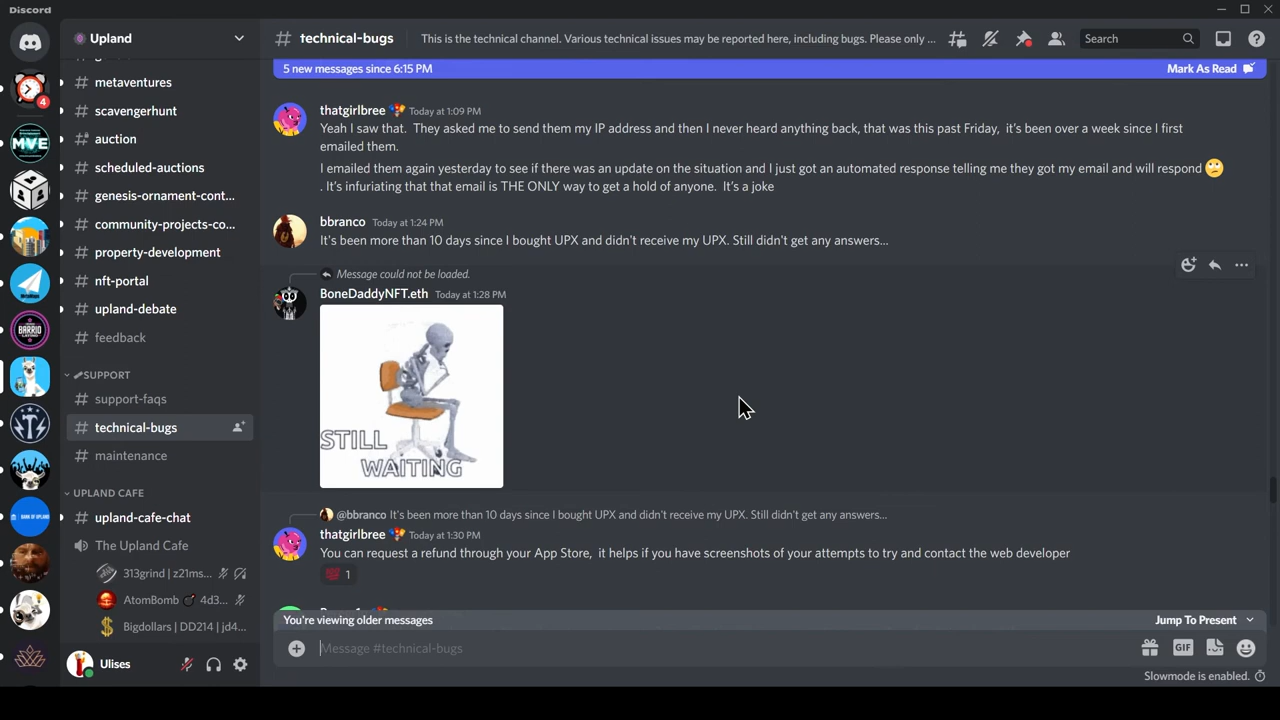 Discord
Upland
# technical-bugs This is the technical channel. Various technical issues may be reported here, including bugs. Please only ...
Search
5 new messages since 6:15 PM
Mark As Read
4
MVE
BARRIO
BANK OF UPLAND
# metaventures
# scavengerhunt
# auction
# scheduled-auctions
# genesis-ornament-cont...
# community-projects-co...
# property-development
# nft-portal
# upland-debate
# feedback
SUPPORT
# support-faqs
# technical-bugs
# maintenance
UPLAND CAFE
# upland-cafe-chat
The Upland Cafe
313grind | z21ms...
AtomBomb 4d3...
Bigdollars | DD214 | jd4...
Ulises
thatgirlbree Today at 1:09 PM
Yeah I saw that. They asked me to send them my IP address and then I never heard anything back, that was this past Friday, it's been over a week since I first
emailed them.
I emailed them again yesterday to see if there was an update on the situation and I just got an automated response telling me they got my email and will respond 🙄
. It's infuriating that that email is THE ONLY way to get a hold of anyone. It's a joke
bbranco Today at 1:24 PM
It's been more than 10 days since I bought UPX and didn't receive my UPX. Still didn't get any answers...
Message could not be loaded.
BoneDaddyNFT.eth Today at 1:28 PM
STILL
WAITING
@bbranco It's been more than 10 days since I bought UPX and didn't receive my UPX. Still didn't get any answers...
thatgirlbree Today at 1:30 PM
You can request a refund through your App Store, it helps if you have screenshots of your attempts to try and contact the web developer
💯 1
You're viewing older messages
Jump To Present
Message #technical-bugs
GIF
Slowmode is enabled.